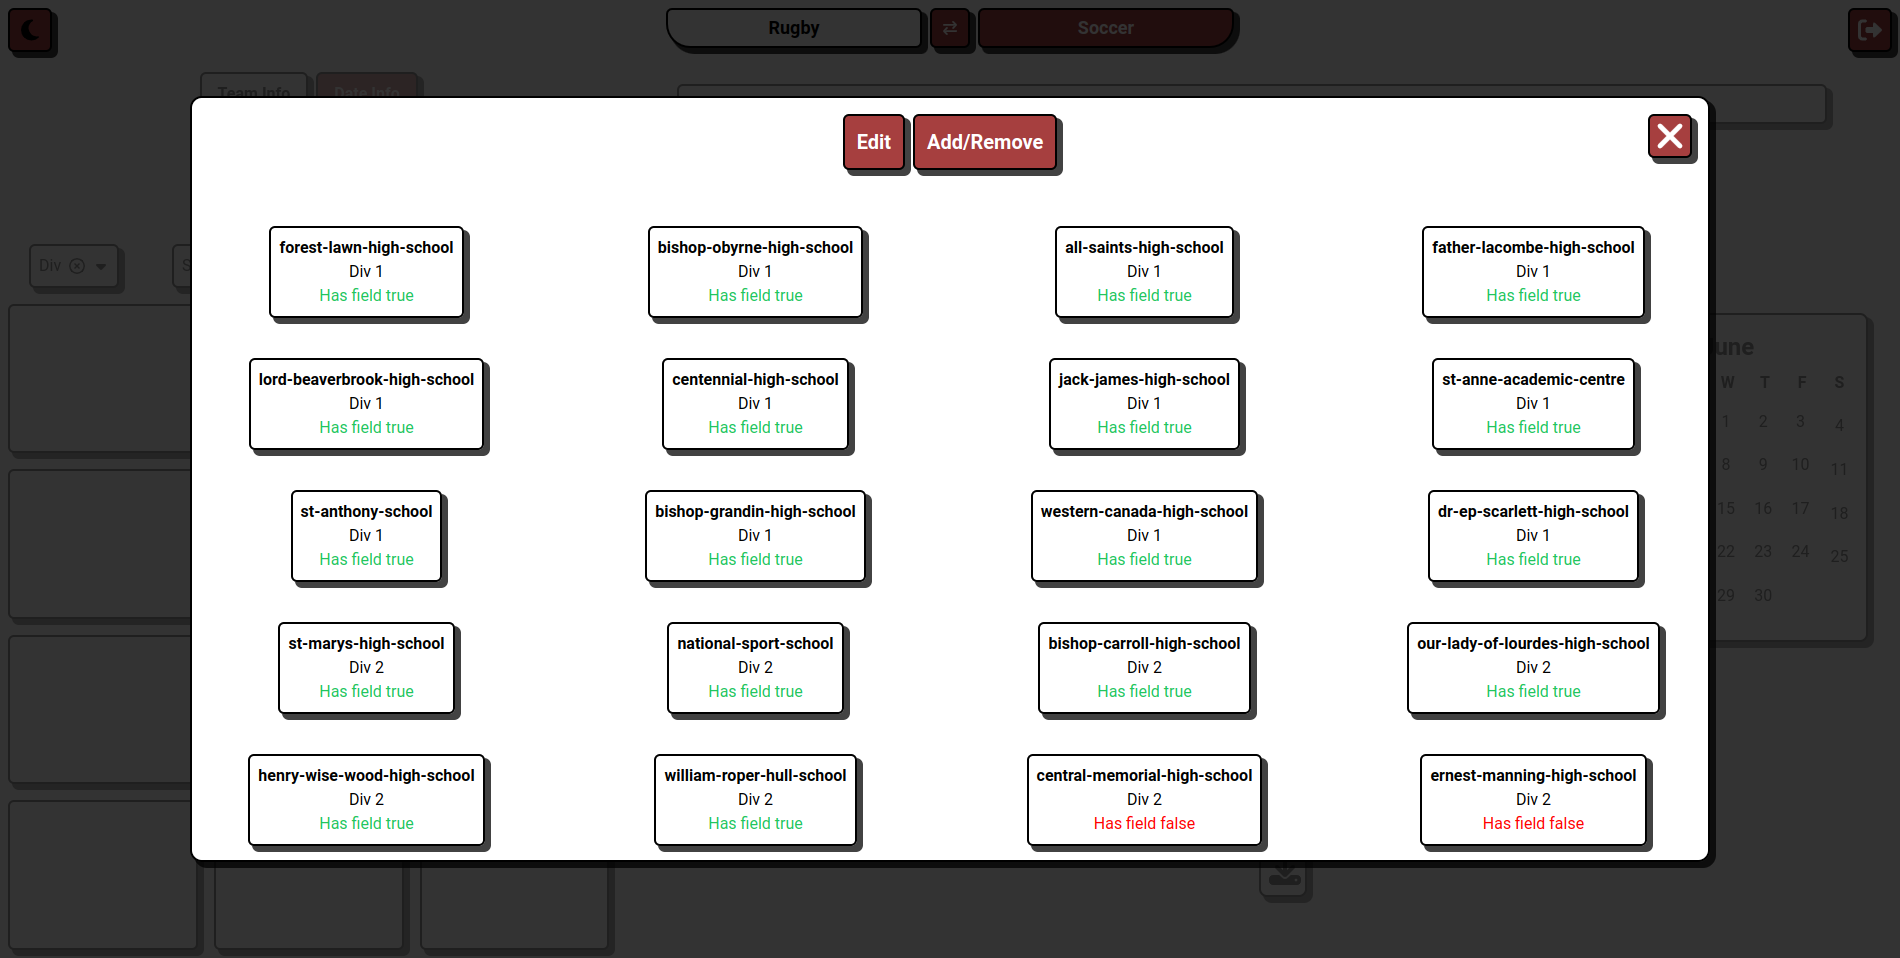 Rugby
⇄
Soccer
Team Info
Date Info
Edit
Add/Remove
forest-lawn-high-school
Div 1
Has field true
bishop-obyrne-high-school
Div 1
Has field true
all-saints-high-school
Div 1
Has field true
father-lacombe-high-school
Div 1
Has field true
Div
S
lord-beaverbrook-high-school
Div 1
Has field true
centennial-high-school
Div 1
Has field true
jack-james-high-school
Div 1
Has field true
st-anne-academic-centre
Div 1
Has field true
st-anthony-school
Div 1
Has field true
bishop-grandin-high-school
Div 1
Has field true
western-canada-high-school
Div 1
Has field true
dr-ep-scarlett-high-school
Div 1
Has field true
st-marys-high-school
Div 2
Has field true
national-sport-school
Div 2
Has field true
bishop-carroll-high-school
Div 2
Has field true
our-lady-of-lourdes-high-school
Div 2
Has field true
henry-wise-wood-high-school
Div 2
Has field true
william-roper-hull-school
Div 2
Has field true
central-memorial-high-school
Div 2
Has field false
ernest-manning-high-school
Div 2
Has field false
une
W T F S
1 2 3 4
8 9 10 11
15 16 17 18
22 23 24 25
29 30